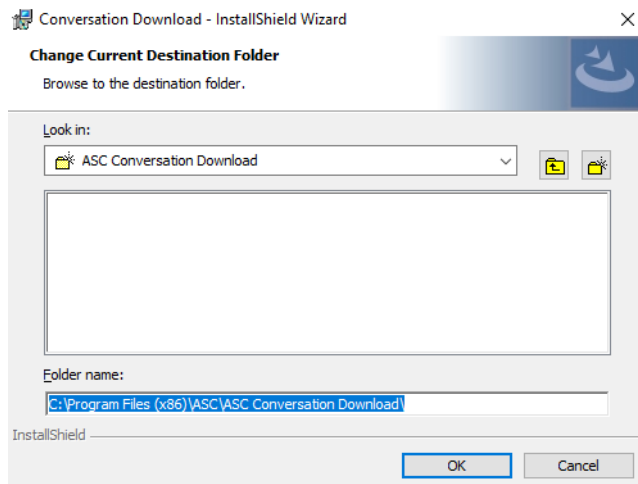 Conversation Download - InstallShield Wizard
Change Current Destination Folder
Browse to the destination folder.
Look in:
ASC Conversation Download
Folder name:
C:\Program Files (x86)\ASC\ASC Conversation Download\
InstallShield
OK Cancel